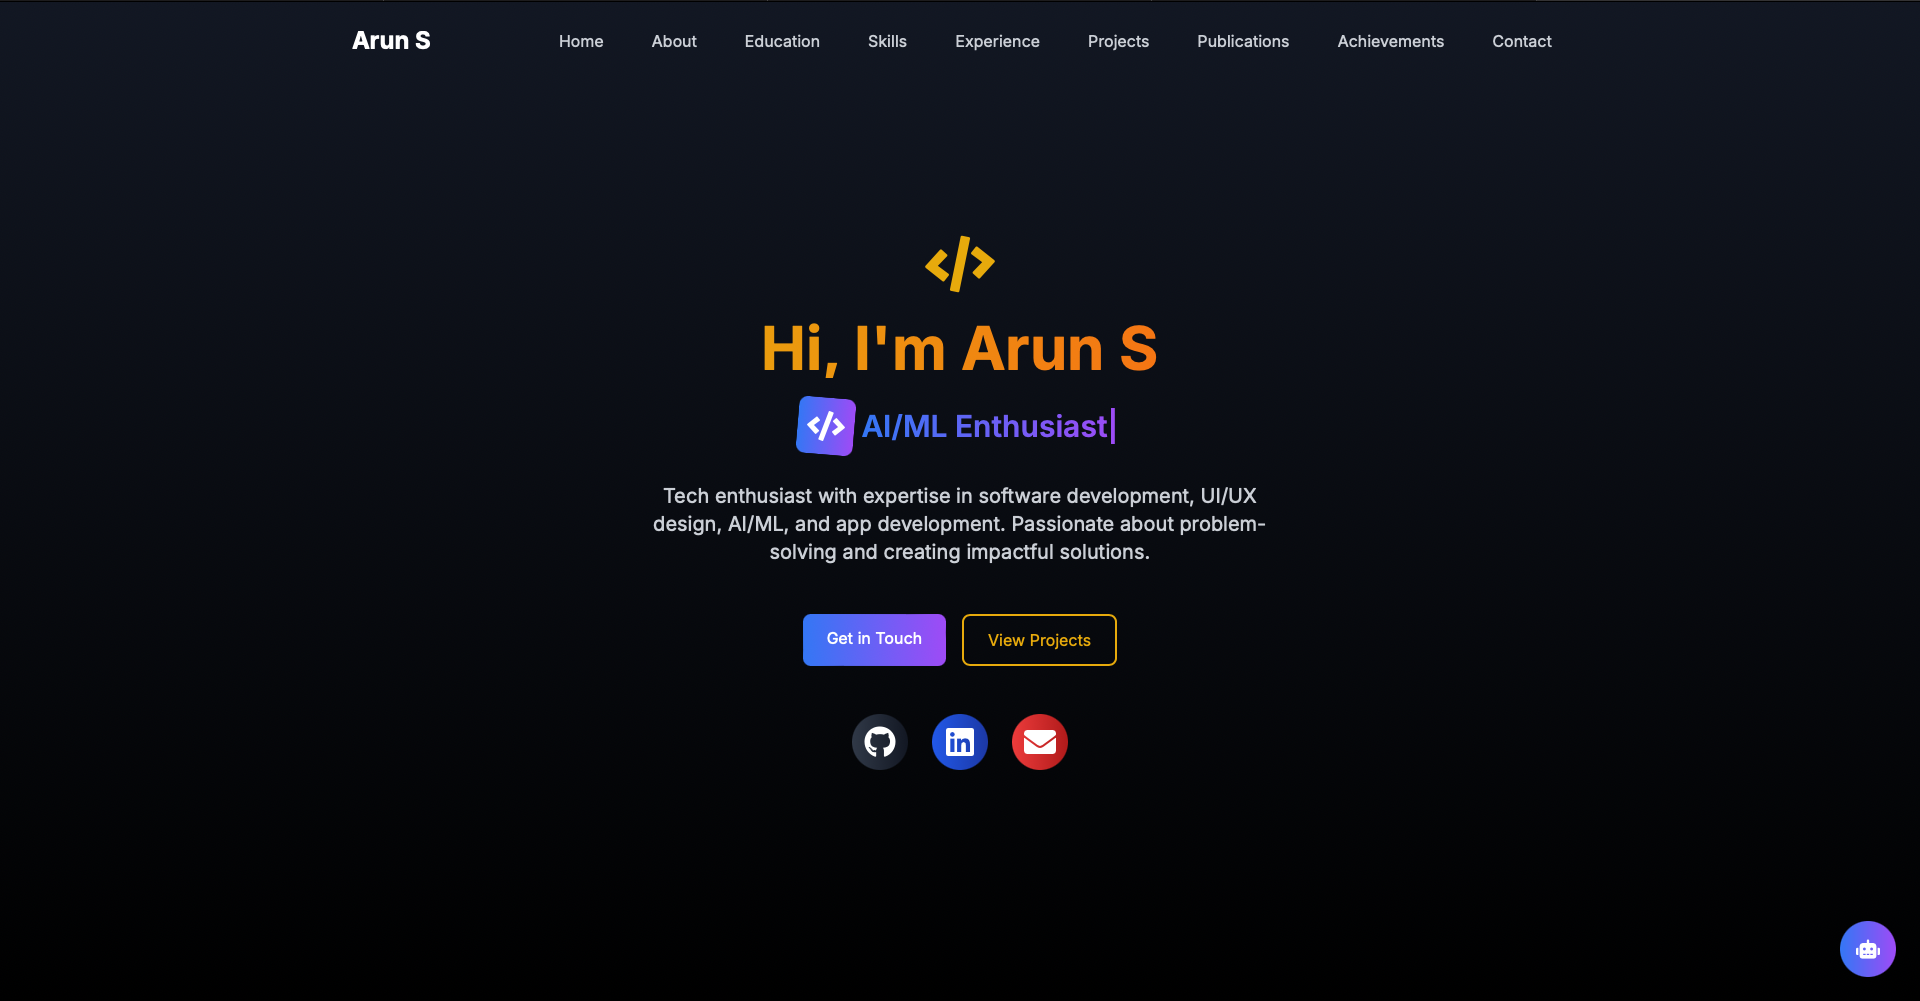 Arun S
Home
About
Education
Skills
Experience
Projects
Publications
Achievements
Contact
</>
Hi, I'm Arun S
</> AI/ML Enthusiast|
Tech enthusiast with expertise in software development, UI/UX
design, AI/ML, and app development. Passionate about problem-
solving and creating impactful solutions.
Get in Touch
View Projects
in